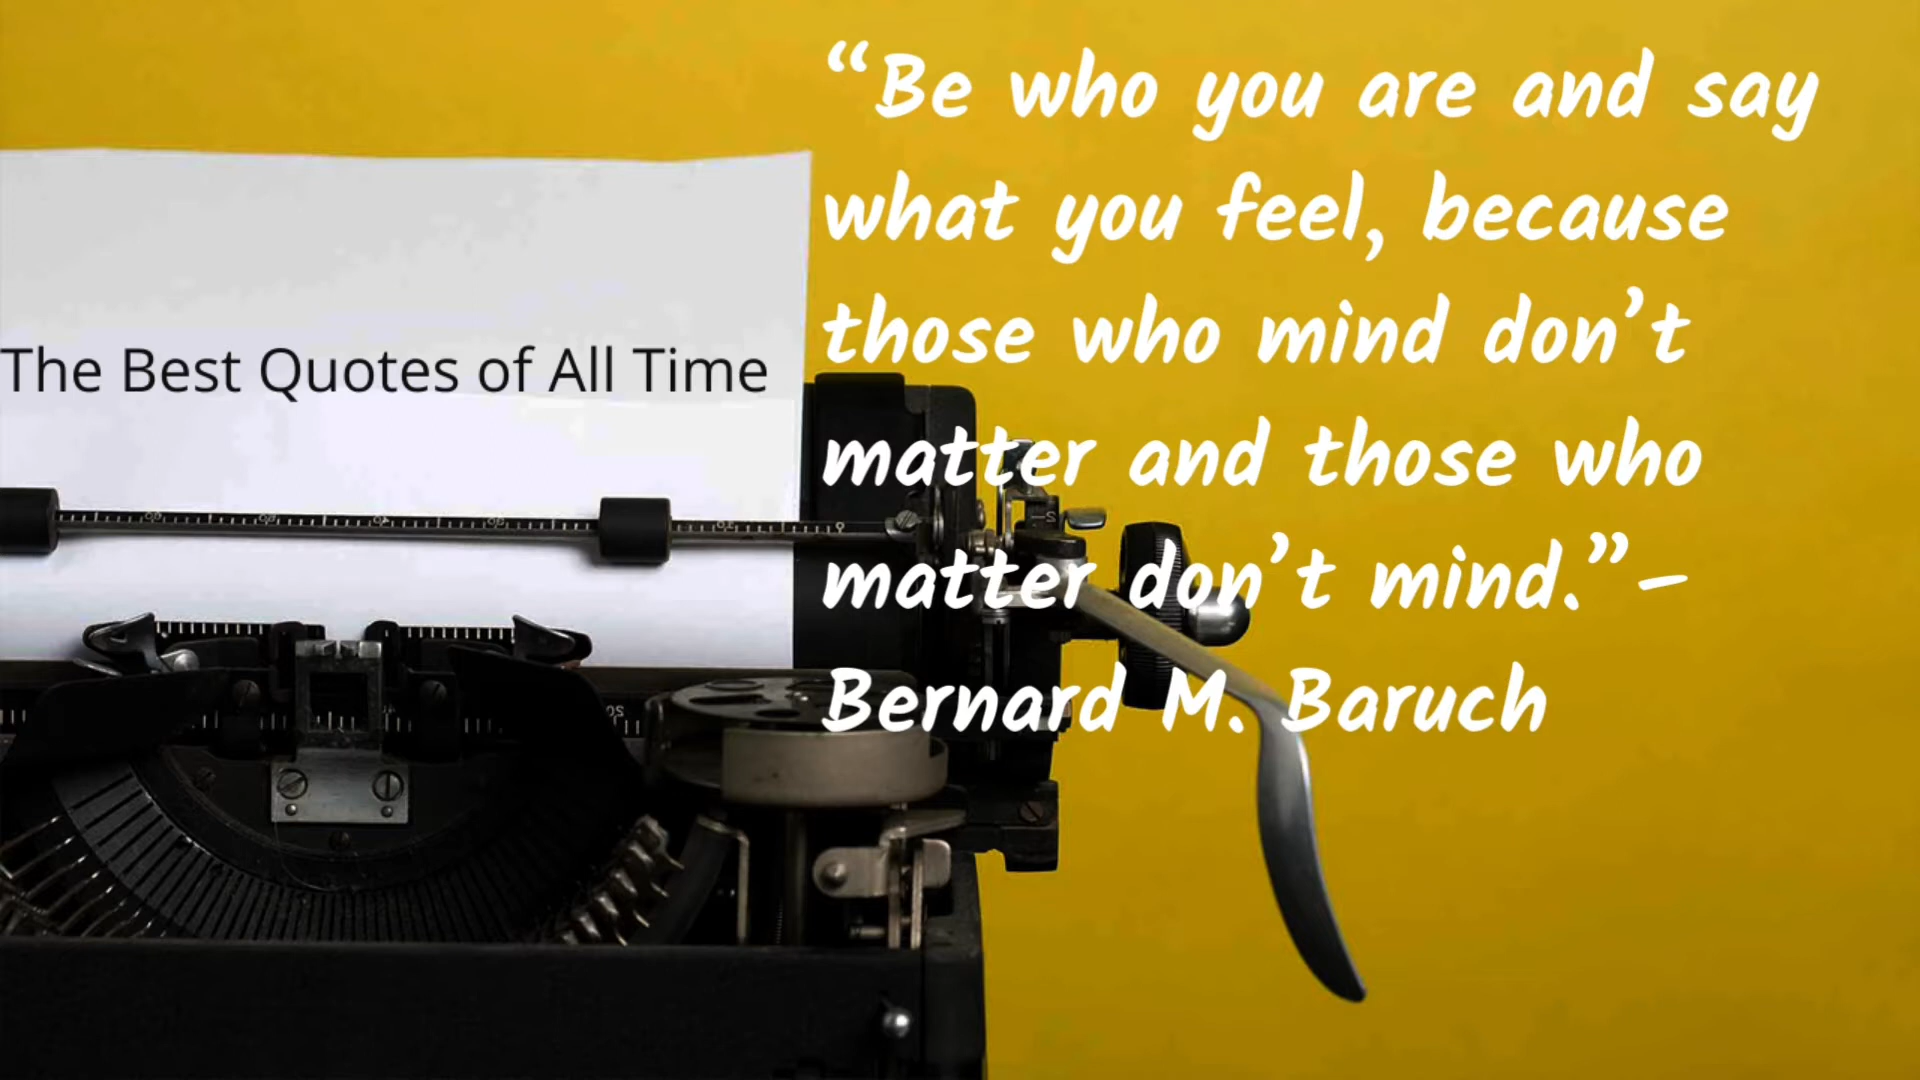 The Best Quotes of All Time
“Be who you are and say
what you feel, because
those who mind don’t
matter and those who
matter don’t mind.”–
Bernard M. Baruch